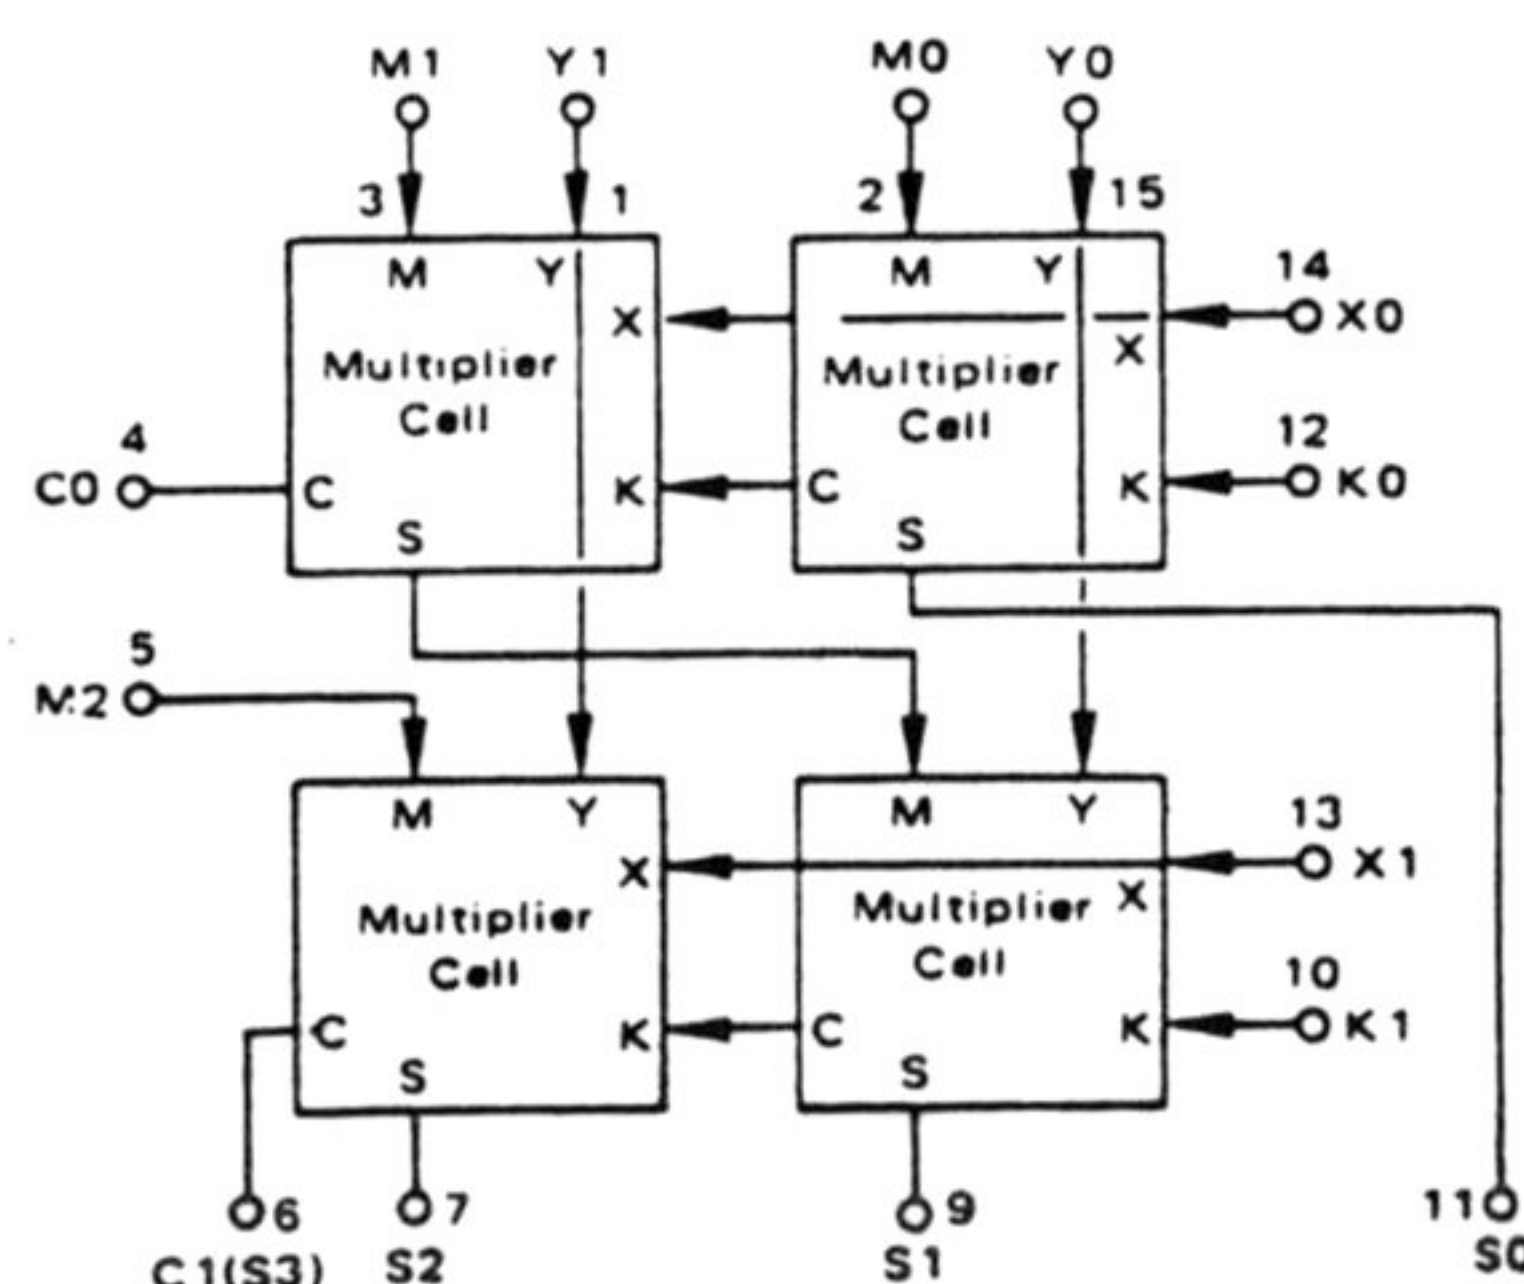 M1 Y1 M0 Y0
3 1 2 15
M Y M Y 14
X X0
X
Multiplier Multiplier
Cell Cell
4 12
C0 C K C K K0
S S
5
M2
M Y M Y 13
X X1
X
Multiplier Multiplier
Cell Cell
10
C K C K K1
S S
6 7 9 11
C1(S3) S2 S1 S0